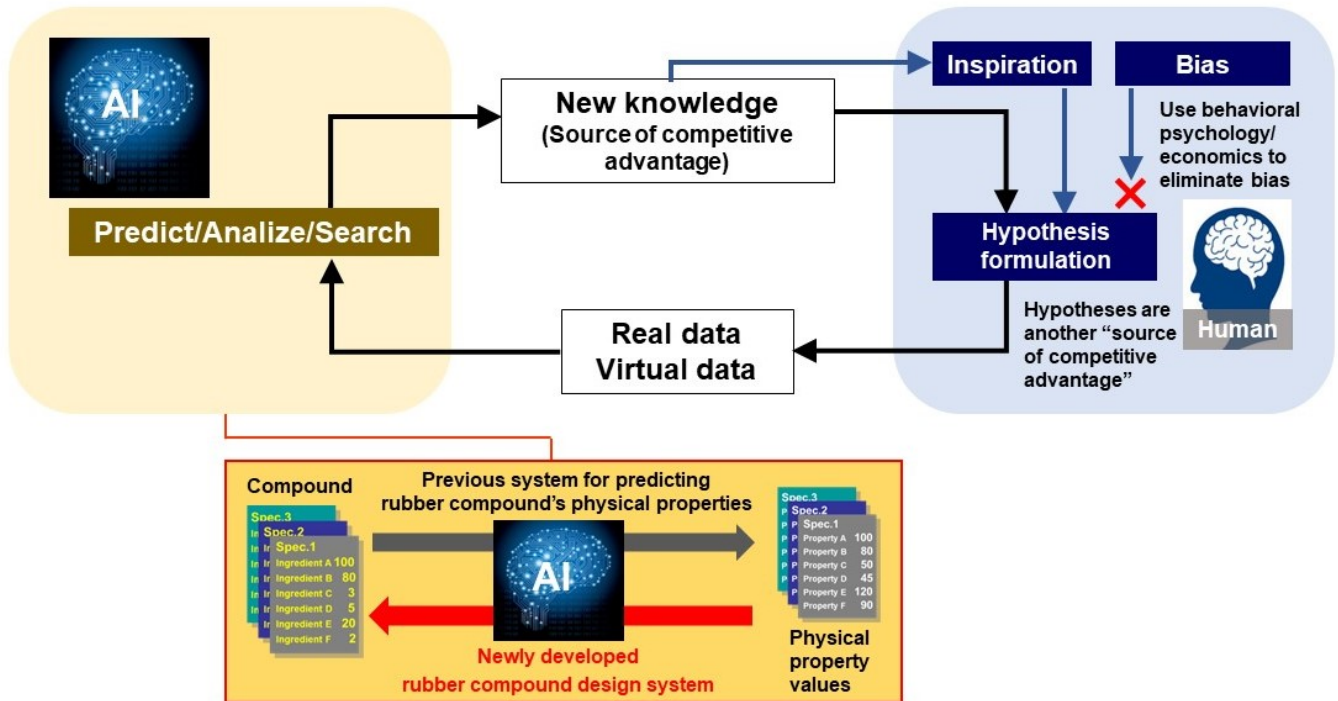 AI
Predict/Analize/Search
New knowledge
(Source of competitive
advantage)
Inspiration
Bias
Use behavioral
psychology/
economics to
eliminate bias
Hypothesis
formulation
Human
Hypotheses are
another “source
of competitive
advantage”
Real data
Virtual data
Compound
Previous system for predicting
rubber compound’s physical properties
Spec.3
Spec.2
Spec.1
Ingredient A 100
Ingredient B 80
Ingredient C 3
Ingredient D 5
Ingredient E 20
Ingredient F 2
AI
Spec.3
Spec.2
Spec.1
Property A 100
Property B 80
Property C 50
Property D 45
Property E 120
Property F 90
Newly developed
rubber compound design system
Physical
property
values